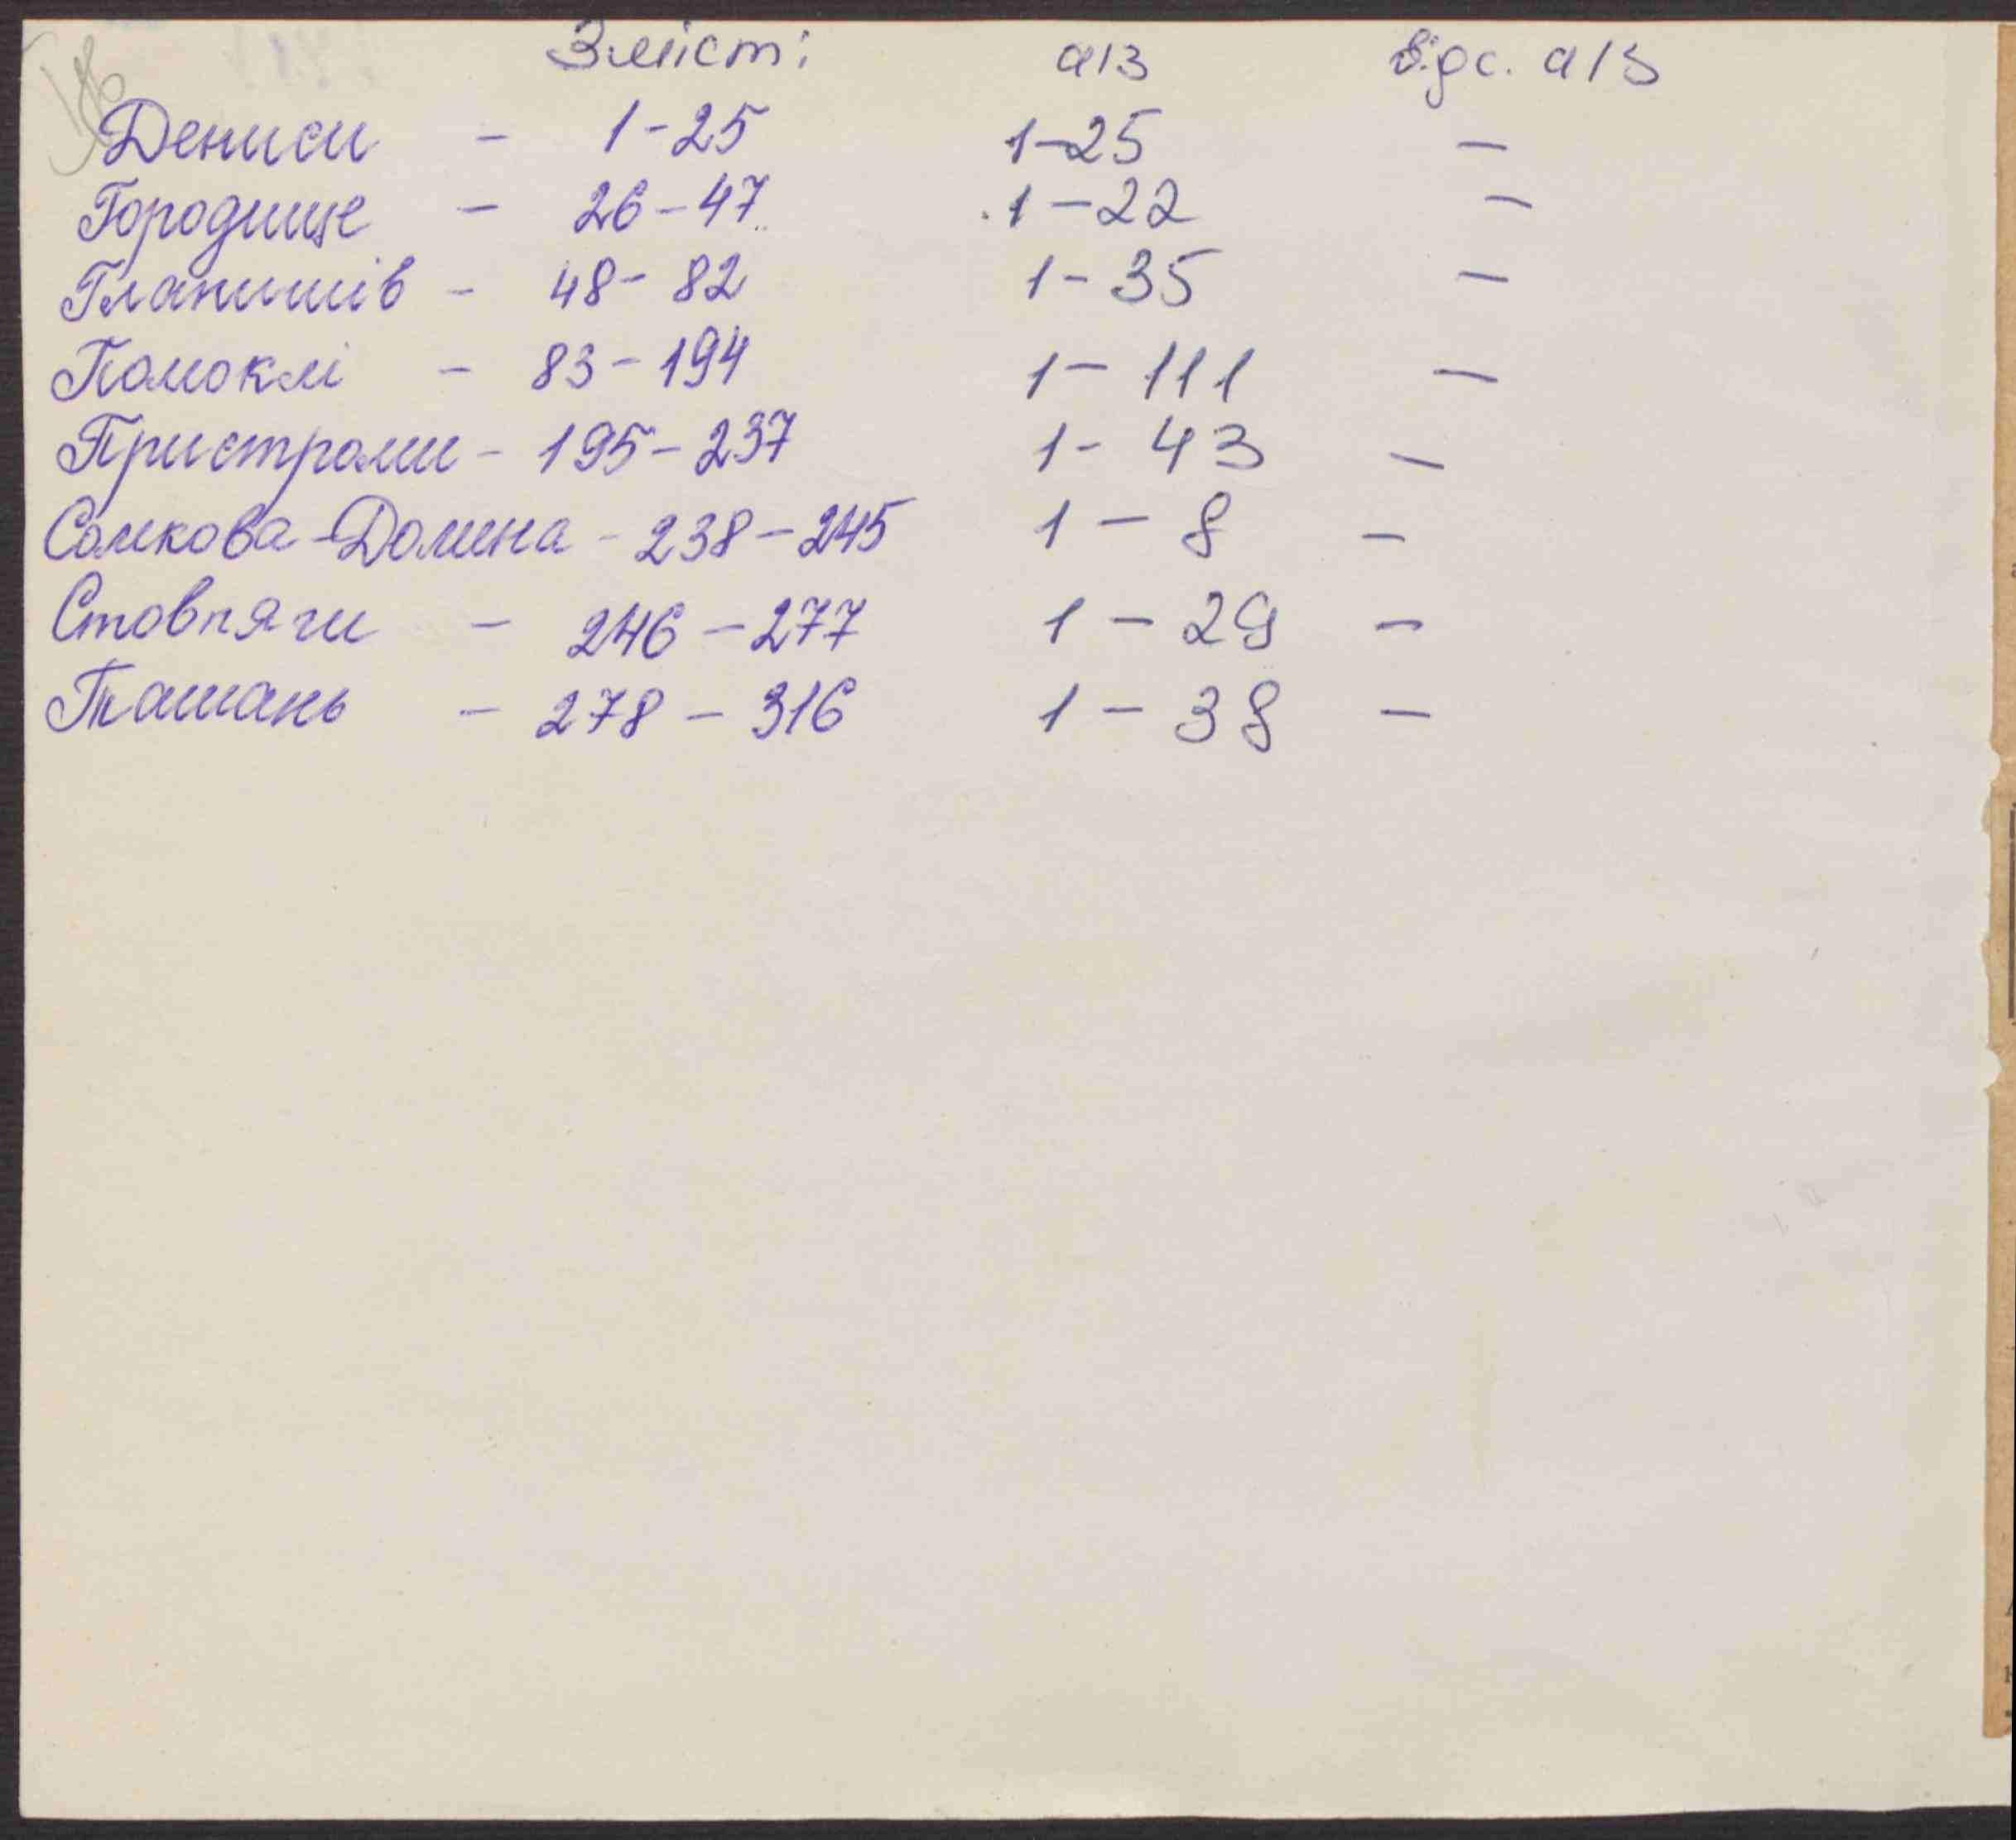 Зміст: а/з відс. а/з
Дениси - 1-25 1-25 -
Городище - 26-47 1-22 -
Гланишів - 48-82 1-35 -
Помоклі - 83-194 1-111 -
Пристроми - 195-237 1-43 -
Сомкова-Долина - 238-245 1-8 -
Стовпяги - 246-277 1-29 -
Ташань - 278-316 1-38 -